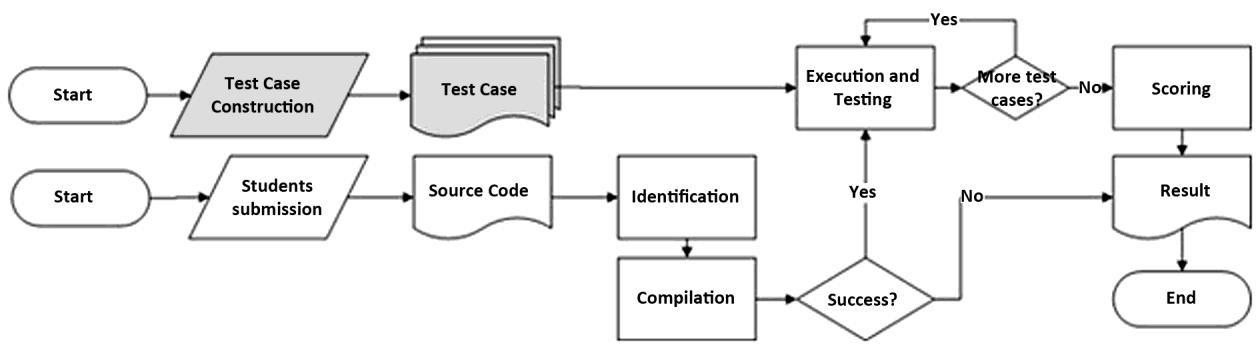 Yes
Start
Test Case
Construction
Test Case
Execution and
Testing
More test
cases?
No
Scoring
Start
Students
submission
Source Code
Identification
Yes
No
Result
Compilation
Success?
End